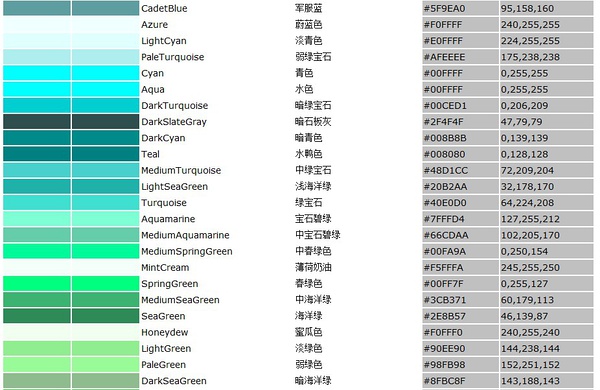 CadetBlue 军服蓝 #5F9EA0 95,158,160
Azure 蔚蓝色 #F0FFFF 240,255,255
LightCyan 淡青色 #E0FFFF 224,255,255
PaleTurquoise 弱绿宝石 #AFEEEE 175,238,238
Cyan 青色 #00FFFF 0,255,255
Aqua 水色 #00FFFF 0,255,255
DarkTurquoise 暗绿宝石 #00CED1 0,206,209
DarkSlateGray 暗石板灰 #2F4F4F 47,79,79
DarkCyan 暗青色 #008B8B 0,139,139
Teal 水鸭色 #008080 0,128,128
MediumTurquoise 中绿宝石 #48D1CC 72,209,204
LightSeaGreen 浅海洋绿 #20B2AA 32,178,170
Turquoise 绿宝石 #40E0D0 64,224,208
Aquamarine 宝石碧绿 #7FFFD4 127,255,212
MediumAquamarine 中宝石碧绿 #66CDAA 102,205,170
MediumSpringGreen 中春绿色 #00FA9A 0,250,154
MintCream 薄荷奶油 #F5FFFA 245,255,250
SpringGreen 春绿色 #00FF7F 0,255,127
MediumSeaGreen 中海洋绿 #3CB371 60,179,113
SeaGreen 海洋绿 #2E8B57 46,139,87
Honeydew 蜜瓜色 #F0FFF0 240,255,240
LightGreen 淡绿色 #90EE90 144,238,144
PaleGreen 弱绿色 #98FB98 152,251,152
DarkSeaGreen 暗海洋绿 #8FBC8F 143,188,143